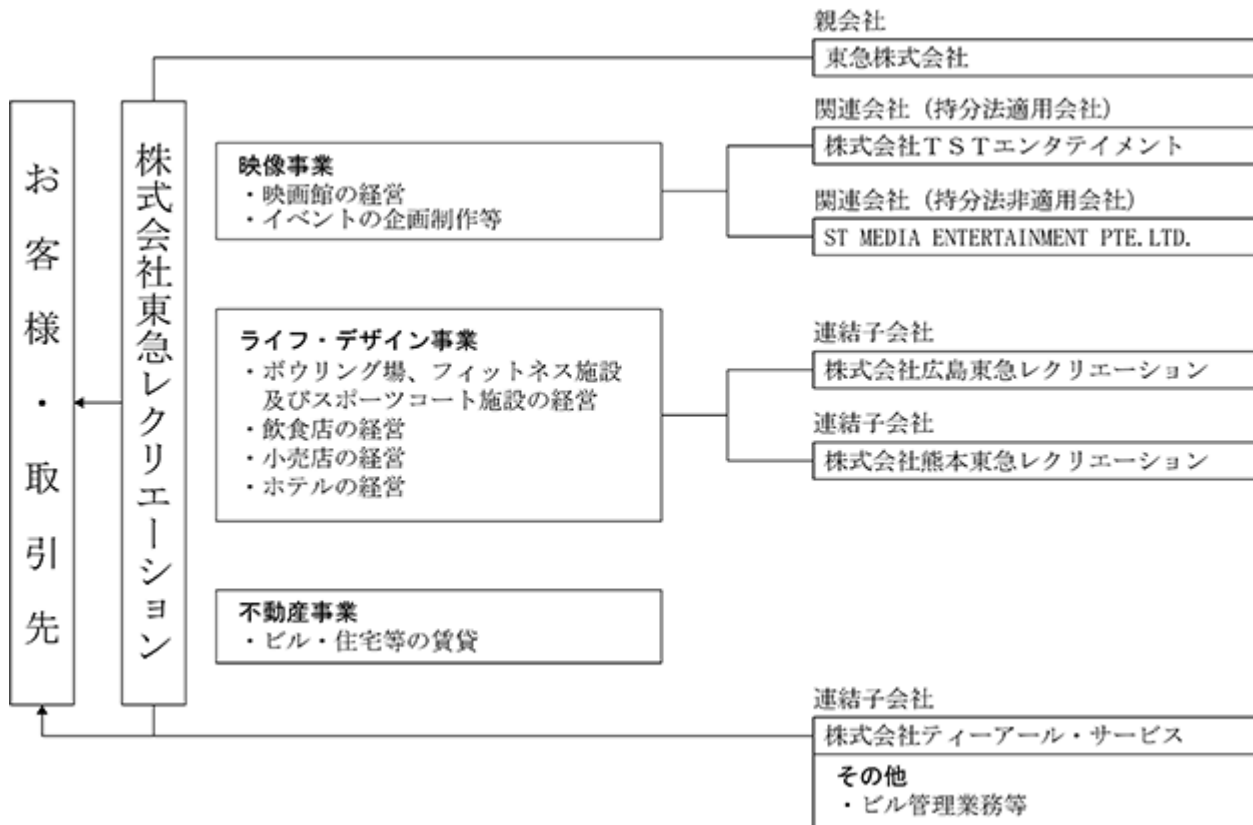 お客様・取引先
株式会社東急レクリエーション
親会社
東急株式会社
映像事業
・映画館の経営
・イベントの企画制作等
関連会社（持分法適用会社）
株式会社ＴＳＴエンタテイメント
関連会社（持分法非適用会社）
ST MEDIA ENTERTAINMENT PTE.LTD.
ライフ・デザイン事業
・ボウリング場、フィットネス施設
及びスポーツコート施設の経営
・飲食店の経営
・小売店の経営
・ホテルの経営
連結子会社
株式会社広島東急レクリエーション
連結子会社
株式会社熊本東急レクリエーション
不動産事業
・ビル・住宅等の賃貸
連結子会社
株式会社ティーアール・サービス
その他
・ビル管理業務等